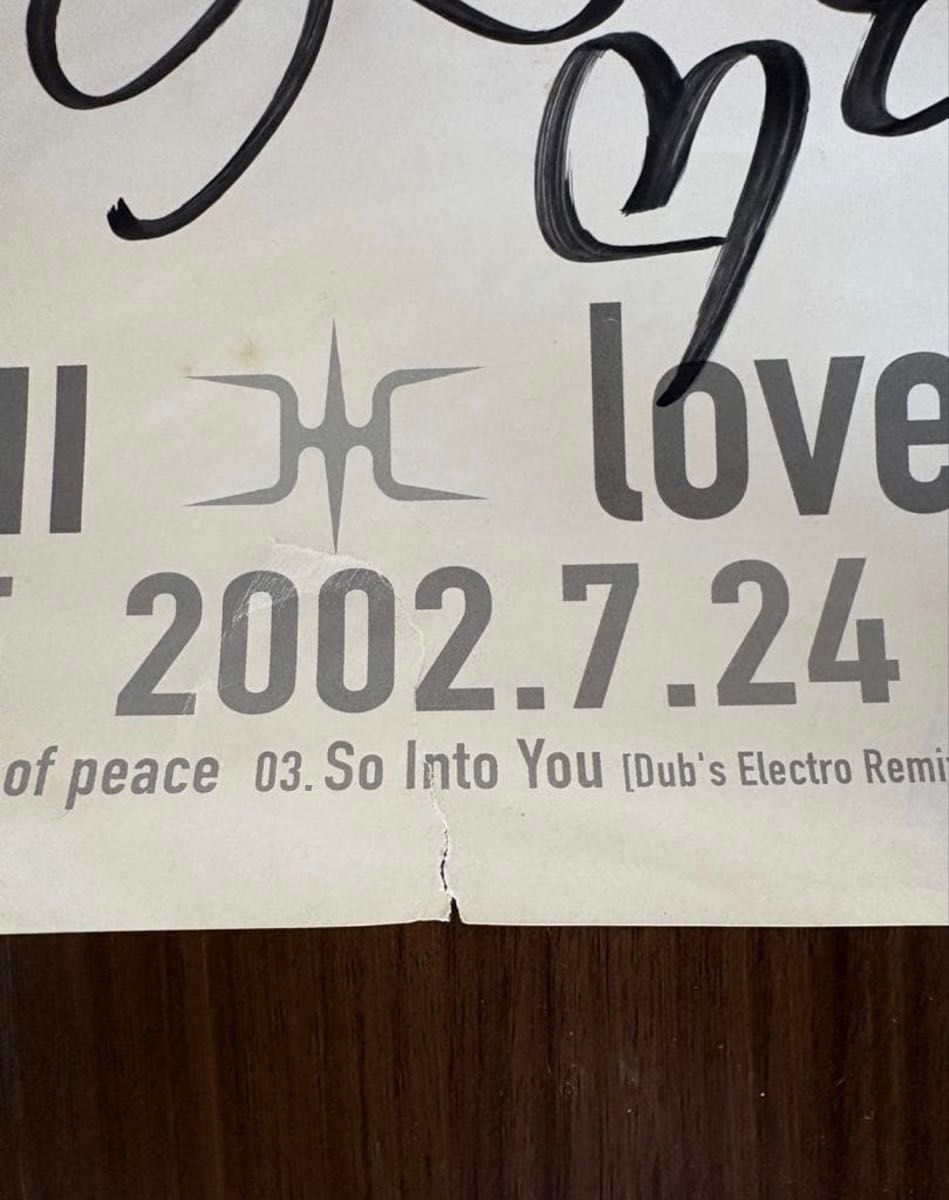 love
2002.7.24
of peace 03. So Into You [Dub's Electro Remi